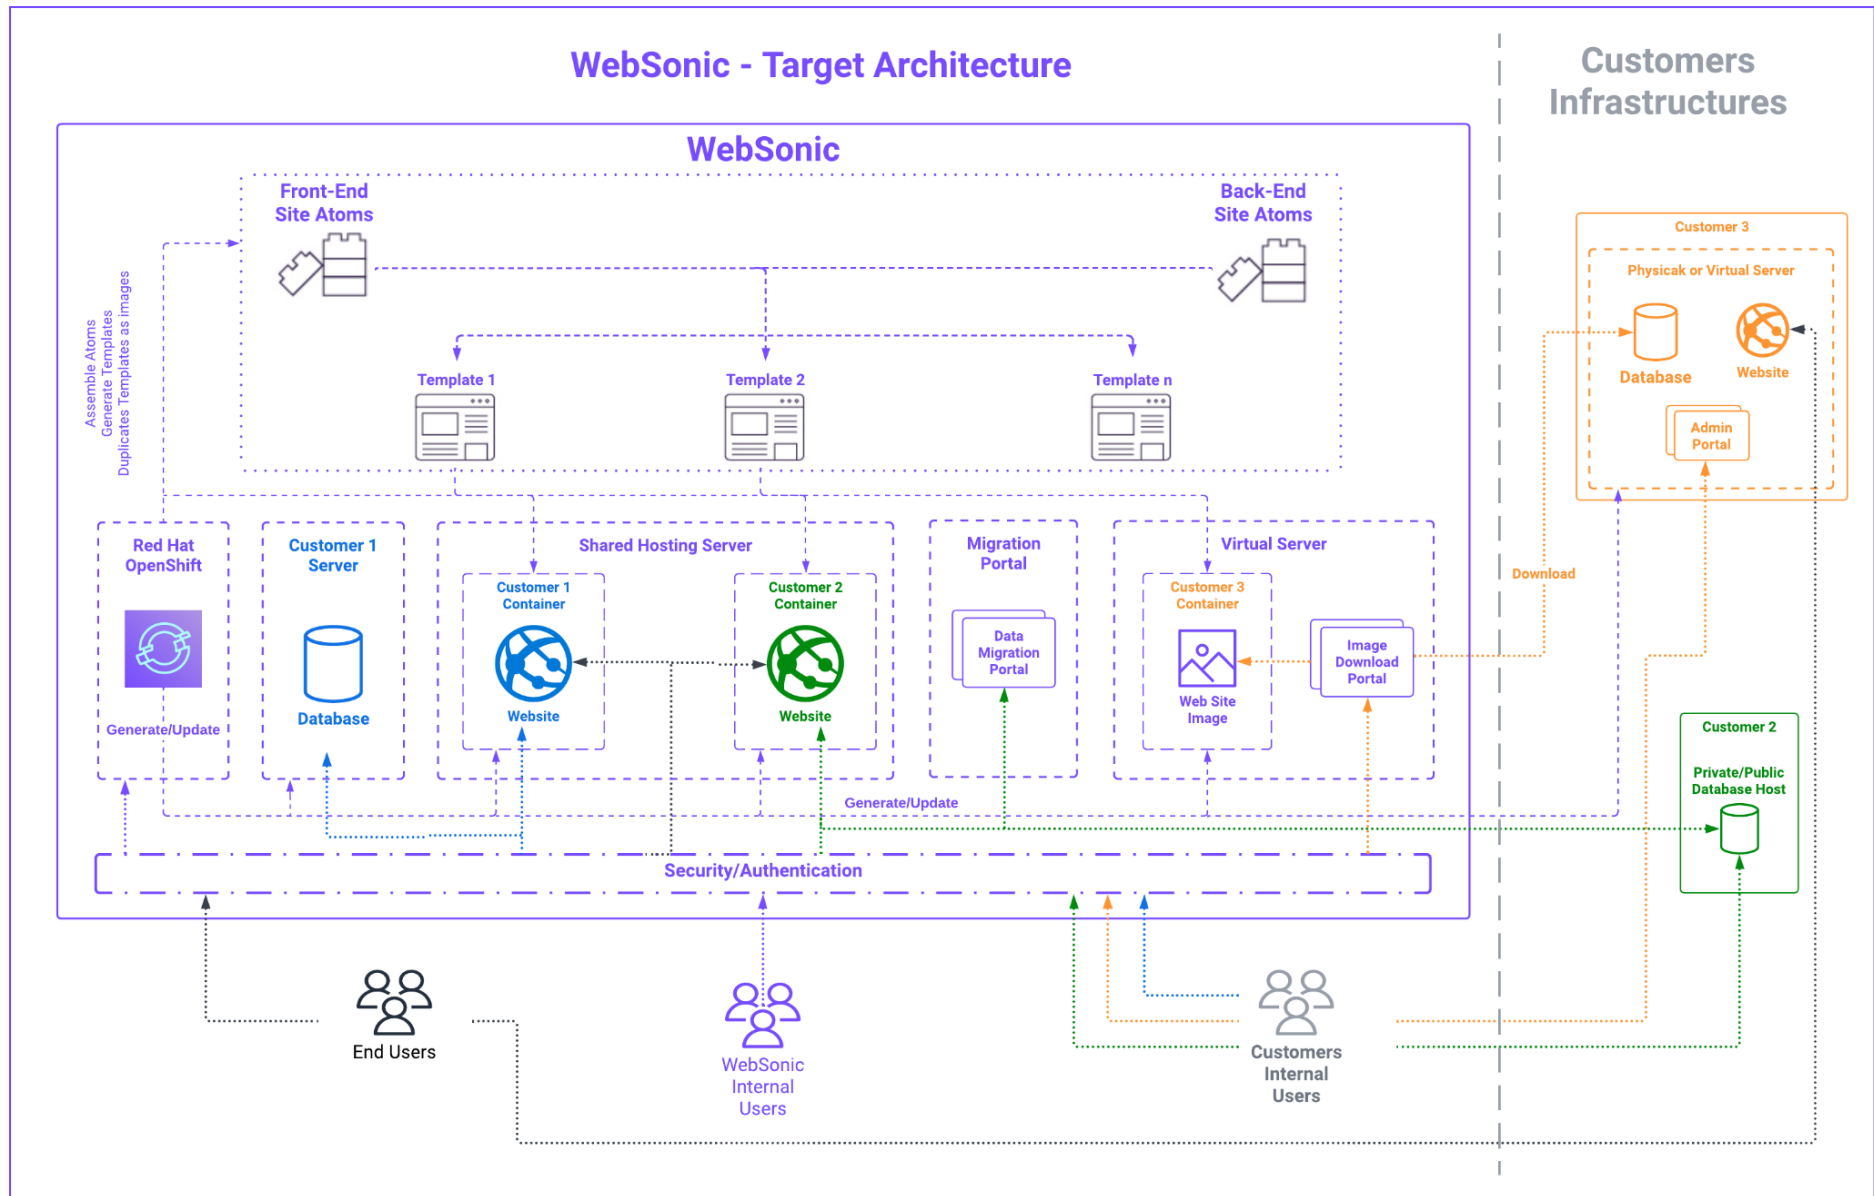 WebSonic - Target Architecture
Customers
Infrastructures
WebSonic
Front-End
Site Atoms
Back-End
Site Atoms
Assemble Atoms
Generate Templates
Duplicates Templates as images
Template 1
Template 2
Template n
Red Hat
OpenShift
Generate/Update
Customer 1
Server
Database
Shared Hosting Server
Customer 1
Container
Website
Customer 2
Container
Website
Migration
Portal
Data
Migration
Portal
Virtual Server
Customer 3
Container
Web Site
Image
Image
Download
Portal
Generate/Update
Security/Authentication
Customer 3
Physicak or Virtual Server
Database
Website
Admin
Portal
Download
Customer 2
Private/Public
Database Host
End Users
WebSonic
Internal
Users
Customers
Internal
Users